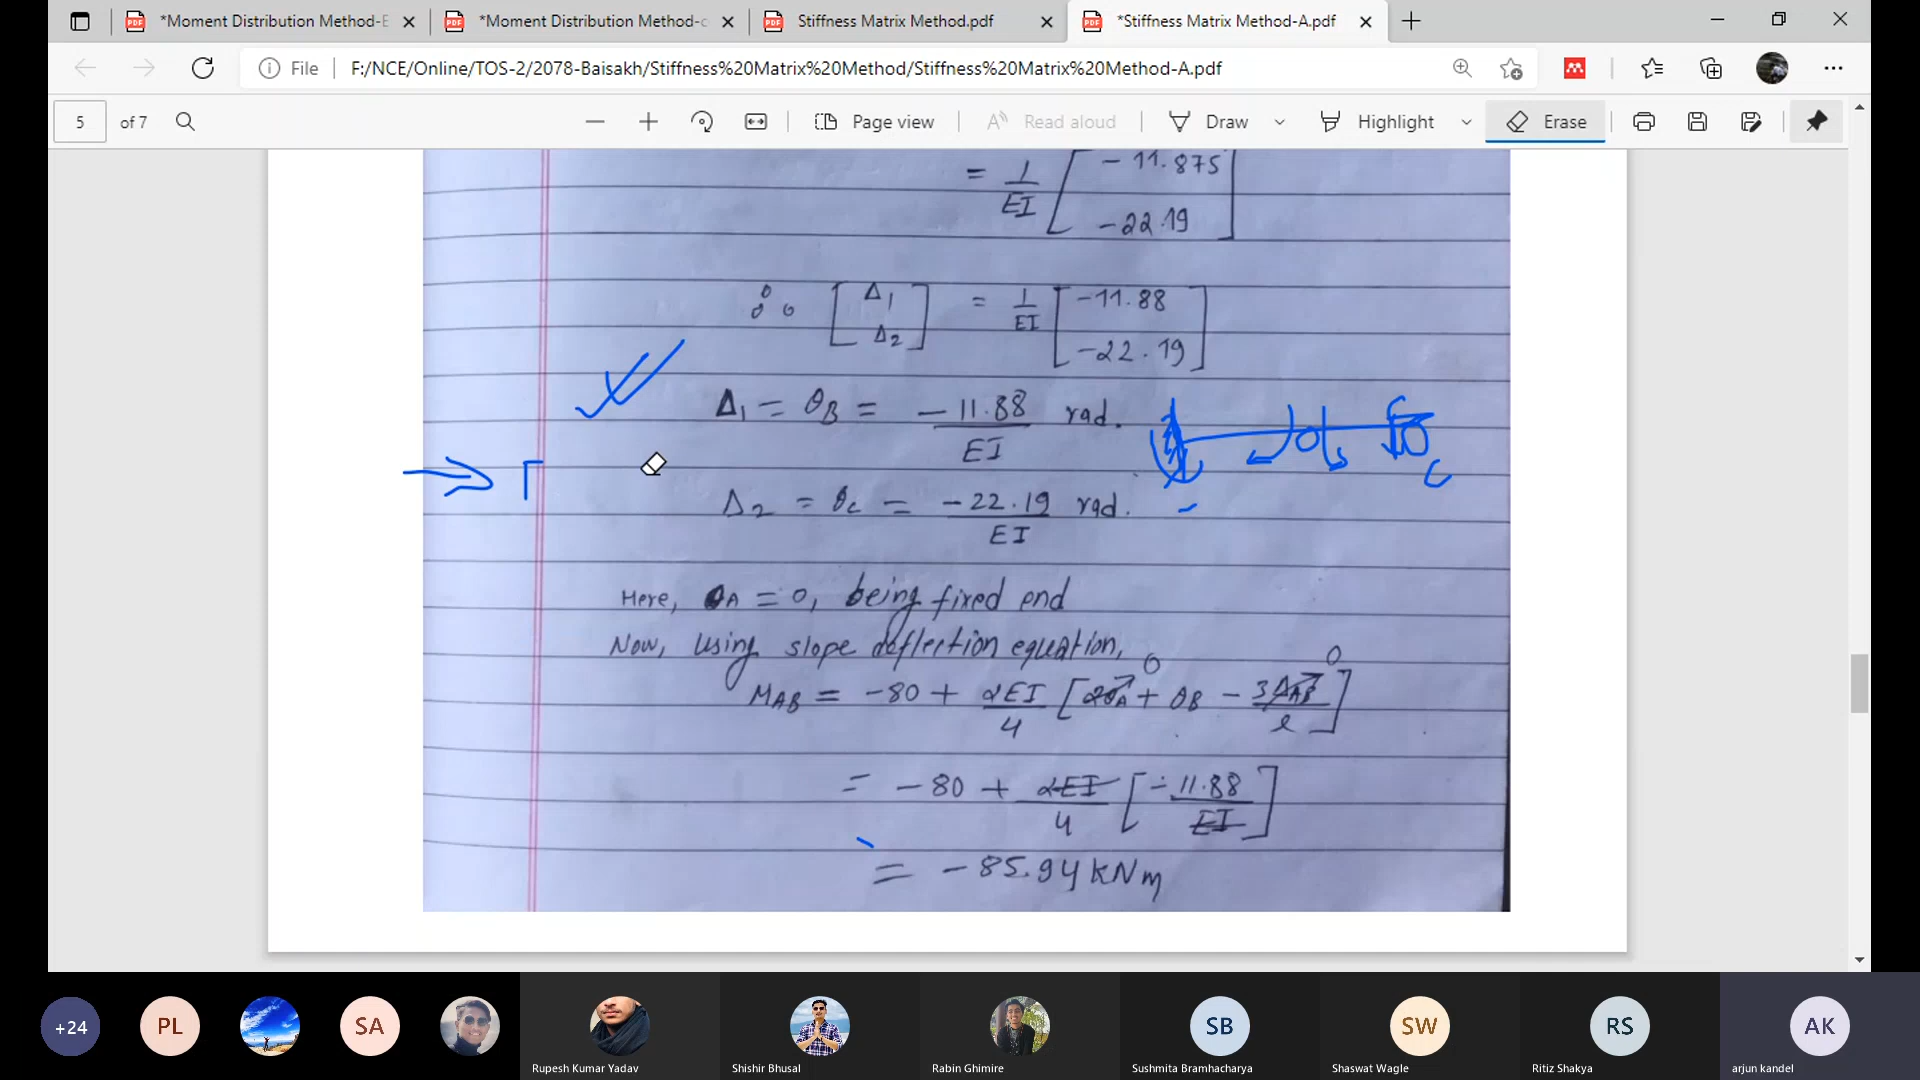 *Moment Distribution Method-E
*Moment Distribution Method-c
Stiffness Matrix Method.pdf
*Stiffness Matrix Method-A.pdf
File
F:/NCE/Online/TOS-2/2078-Baisakh/Stiffness%20Matrix%20Method/Stiffness%20Matrix%20Method-A.pdf
5 of 7
Page view
Read aloud
Draw
Highlight
Erase
= 1/EI [-11.875
-22.19]
∴ [Δ1
Δ2] = 1/EI [-11.88
-22.19]
Δ1 = θB = -11.88/EI rad.
Δ2 = θc = -22.19/EI rad.
Here, θA = 0, being fixed end
Now, using slope deflection equation,
MAB = -80 + 2EI/4 [2θA + θB - 3ΔAB/l]
0 0
= -80 + 2EI/4 [-11.88/EI]
= -85.94 kNm
+24
PL
SA
Rupesh Kumar Yadav
Shishir Bhusal
Rabin Ghimire
SB
Sushmita Bramhacharya
SW
Shaswat Wagle
RS
Ritiz Shakya
AK
arjun kandel